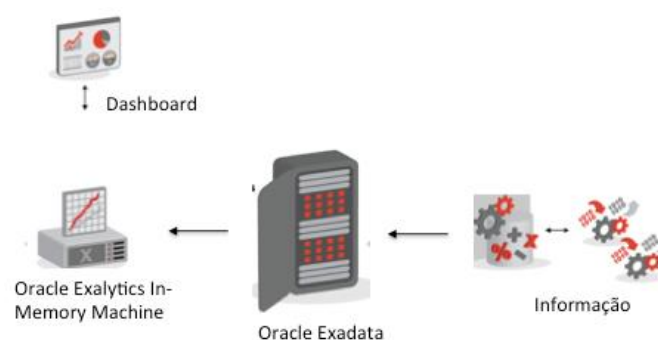 Dashboard
Oracle Exalytics In-
Memory Machine
Oracle Exadata
Informação
X